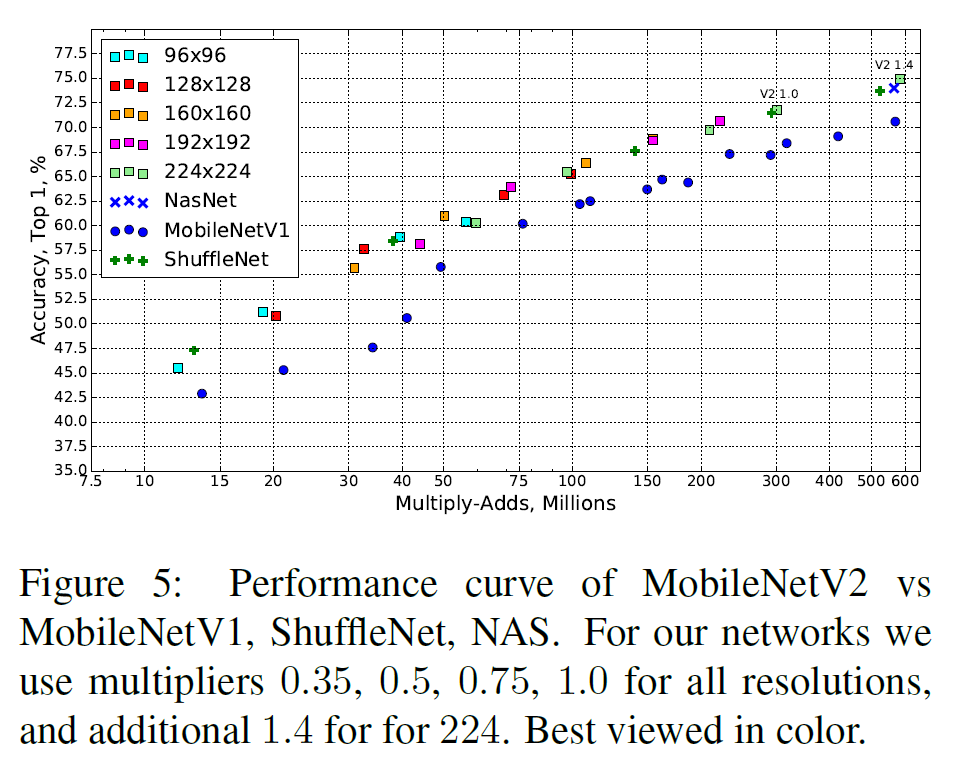 77.5
75.0
72.5
70.0
67.5
65.0
62.5
60.0
57.5
55.0
52.5
50.0
47.5
45.0
42.5
40.0
37.5
35.0
Accuracy, Top 1, %
96x96
128x128
160x160
192x192
224x224
NasNet
MobileNetV1
ShuffleNet
V2 1.4
V2 1.0
7.5 10 20 30 40 50 75 100 150 200 300 400 500 600
Multiply-Adds, Millions
Figure 5: Performance curve of MobileNetV2 vs
MobileNetV1, ShuffleNet, NAS. For our networks we
use multipliers 0.35, 0.5, 0.75, 1.0 for all resolutions,
and additional 1.4 for for 224. Best viewed in color.